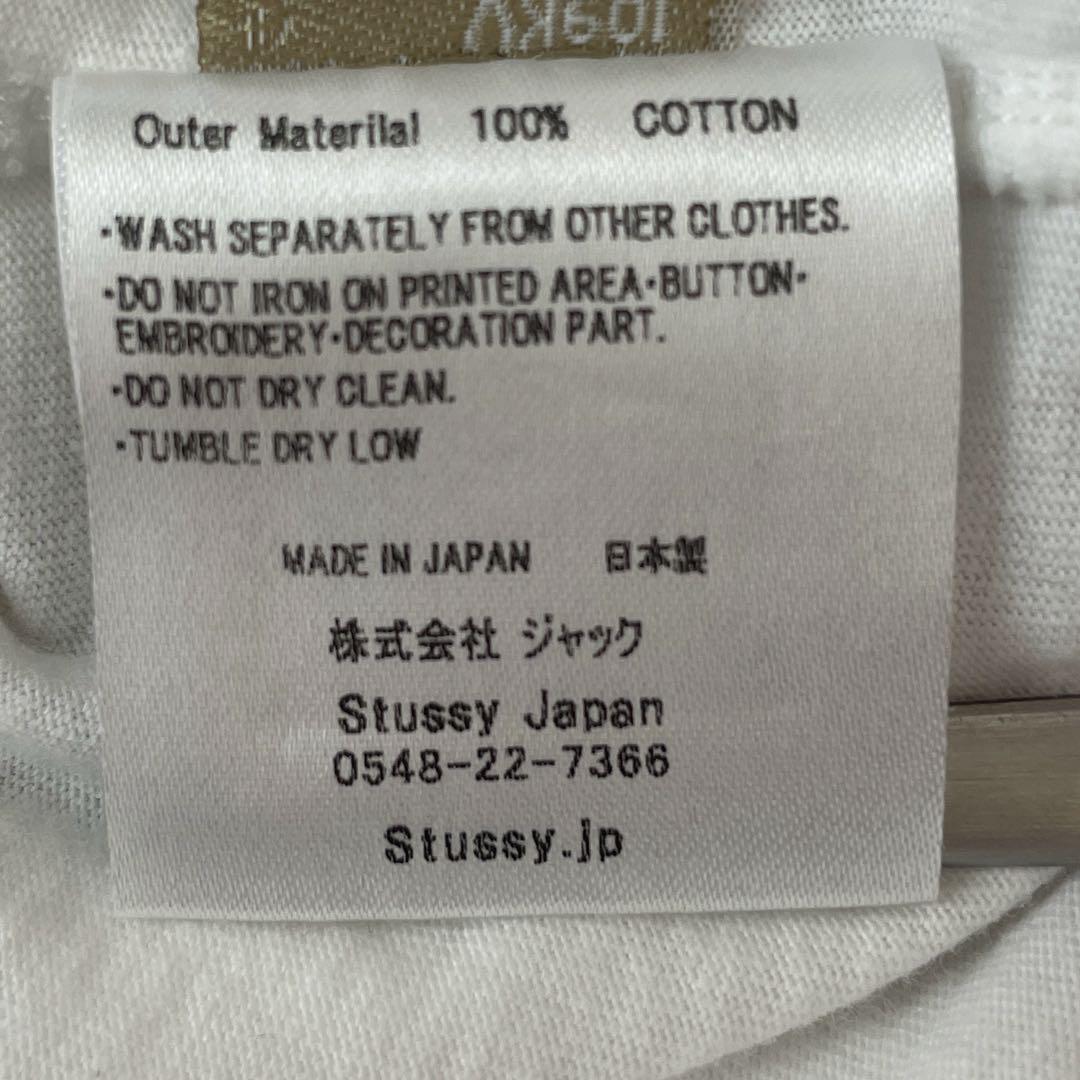 Outer Materilal 100% COTTON
・WASH SEPARATELY FROM OTHER CLOTHES.
・DO NOT IRON ON PRINTED AREA・BUTTON・
EMBROIDERY・DECORATION PART.
・DO NOT DRY CLEAN.
・TUMBLE DRY LOW
MADE IN JAPAN 日本製
株式会社 ジャック
Stussy Japan
0548-22-7366
Stussy.jp